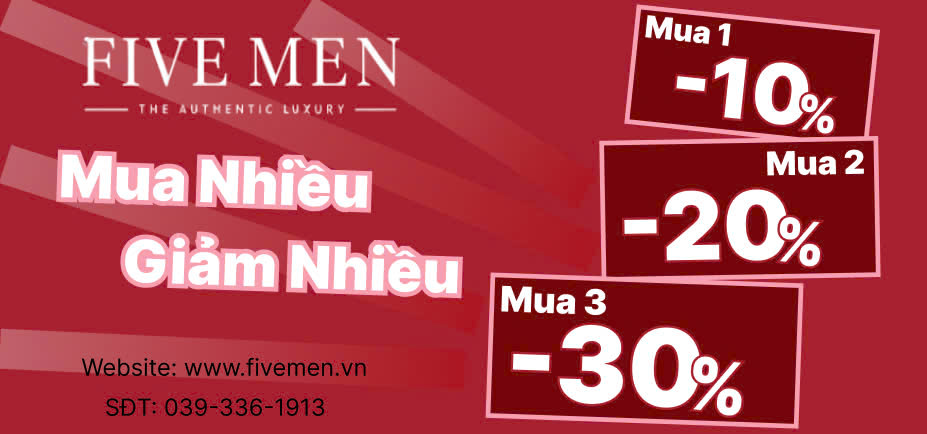 FIVE MEN
THE AUTHENTIC LUXURY
Mua Nhiều
Giảm Nhiều
Website: www.fivemen.vn
SĐT: 039-336-1913
Mua 1
-10%
Mua 2
-20%
Mua 3
-30%